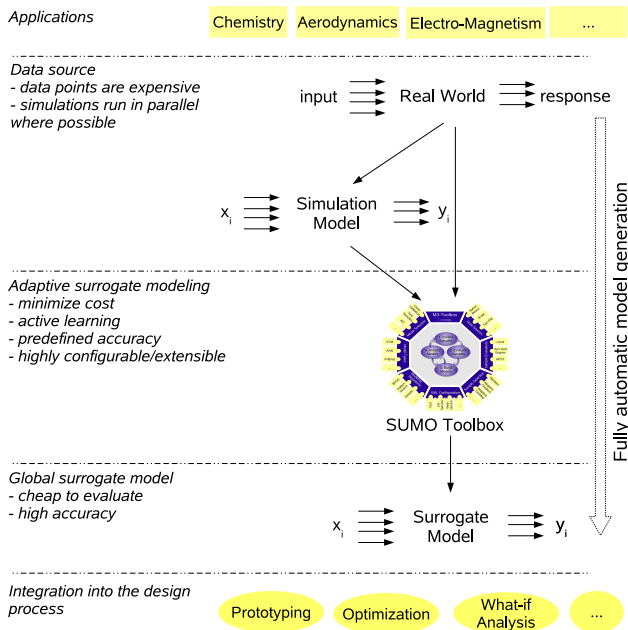 Applications
Chemistry
Aerodynamics
Electro-Magnetism
...
Data source
- data points are expensive
- simulations run in parallel
where possible
input
Real World
response
x i
Simulation
Model
y i
Adaptive surrogate modeling
- minimize cost
- active learning
- predefined accuracy
- highly configurable/extensible
SUMO Toolbox
Fully automatic model generation
Global surrogate model
- cheap to evaluate
- high accuracy
x i
Surrogate
Model
y i
Integration into the design
process
Prototyping
Optimization
What-if
Analysis
...